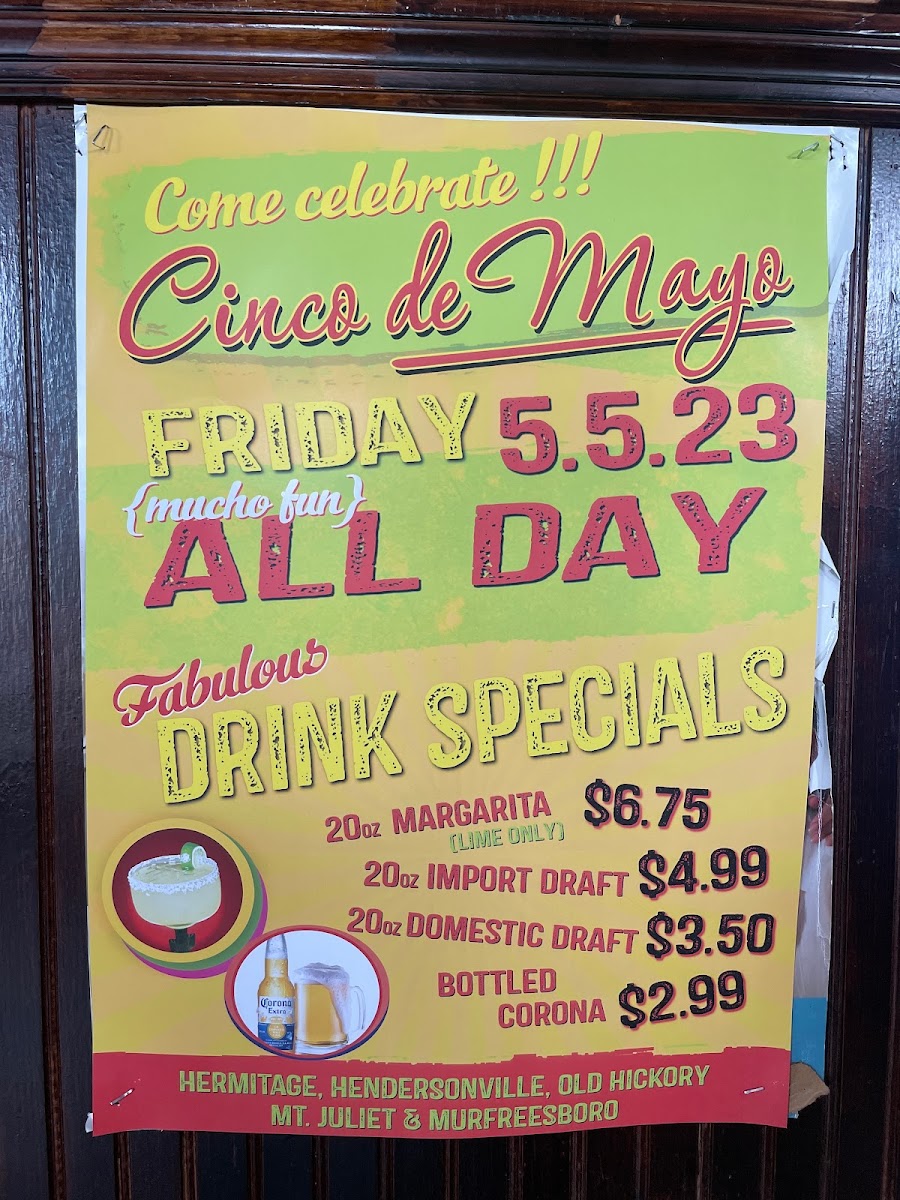 Come celebrate !!!
Cinco de Mayo
FRIDAY 5.5.23
{mucho fun}
ALL DAY
Fabulous
DRINK SPECIALS
20oz MARGARITA $6.75
(LIME ONLY)
20oz IMPORT DRAFT $4.99
20oz DOMESTIC DRAFT $3.50
BOTTLED
CORONA $2.99
Corona
Extra
HERMITAGE, HENDERSONVILLE, OLD HICKORY
MT. JULIET & MURFREESBORO